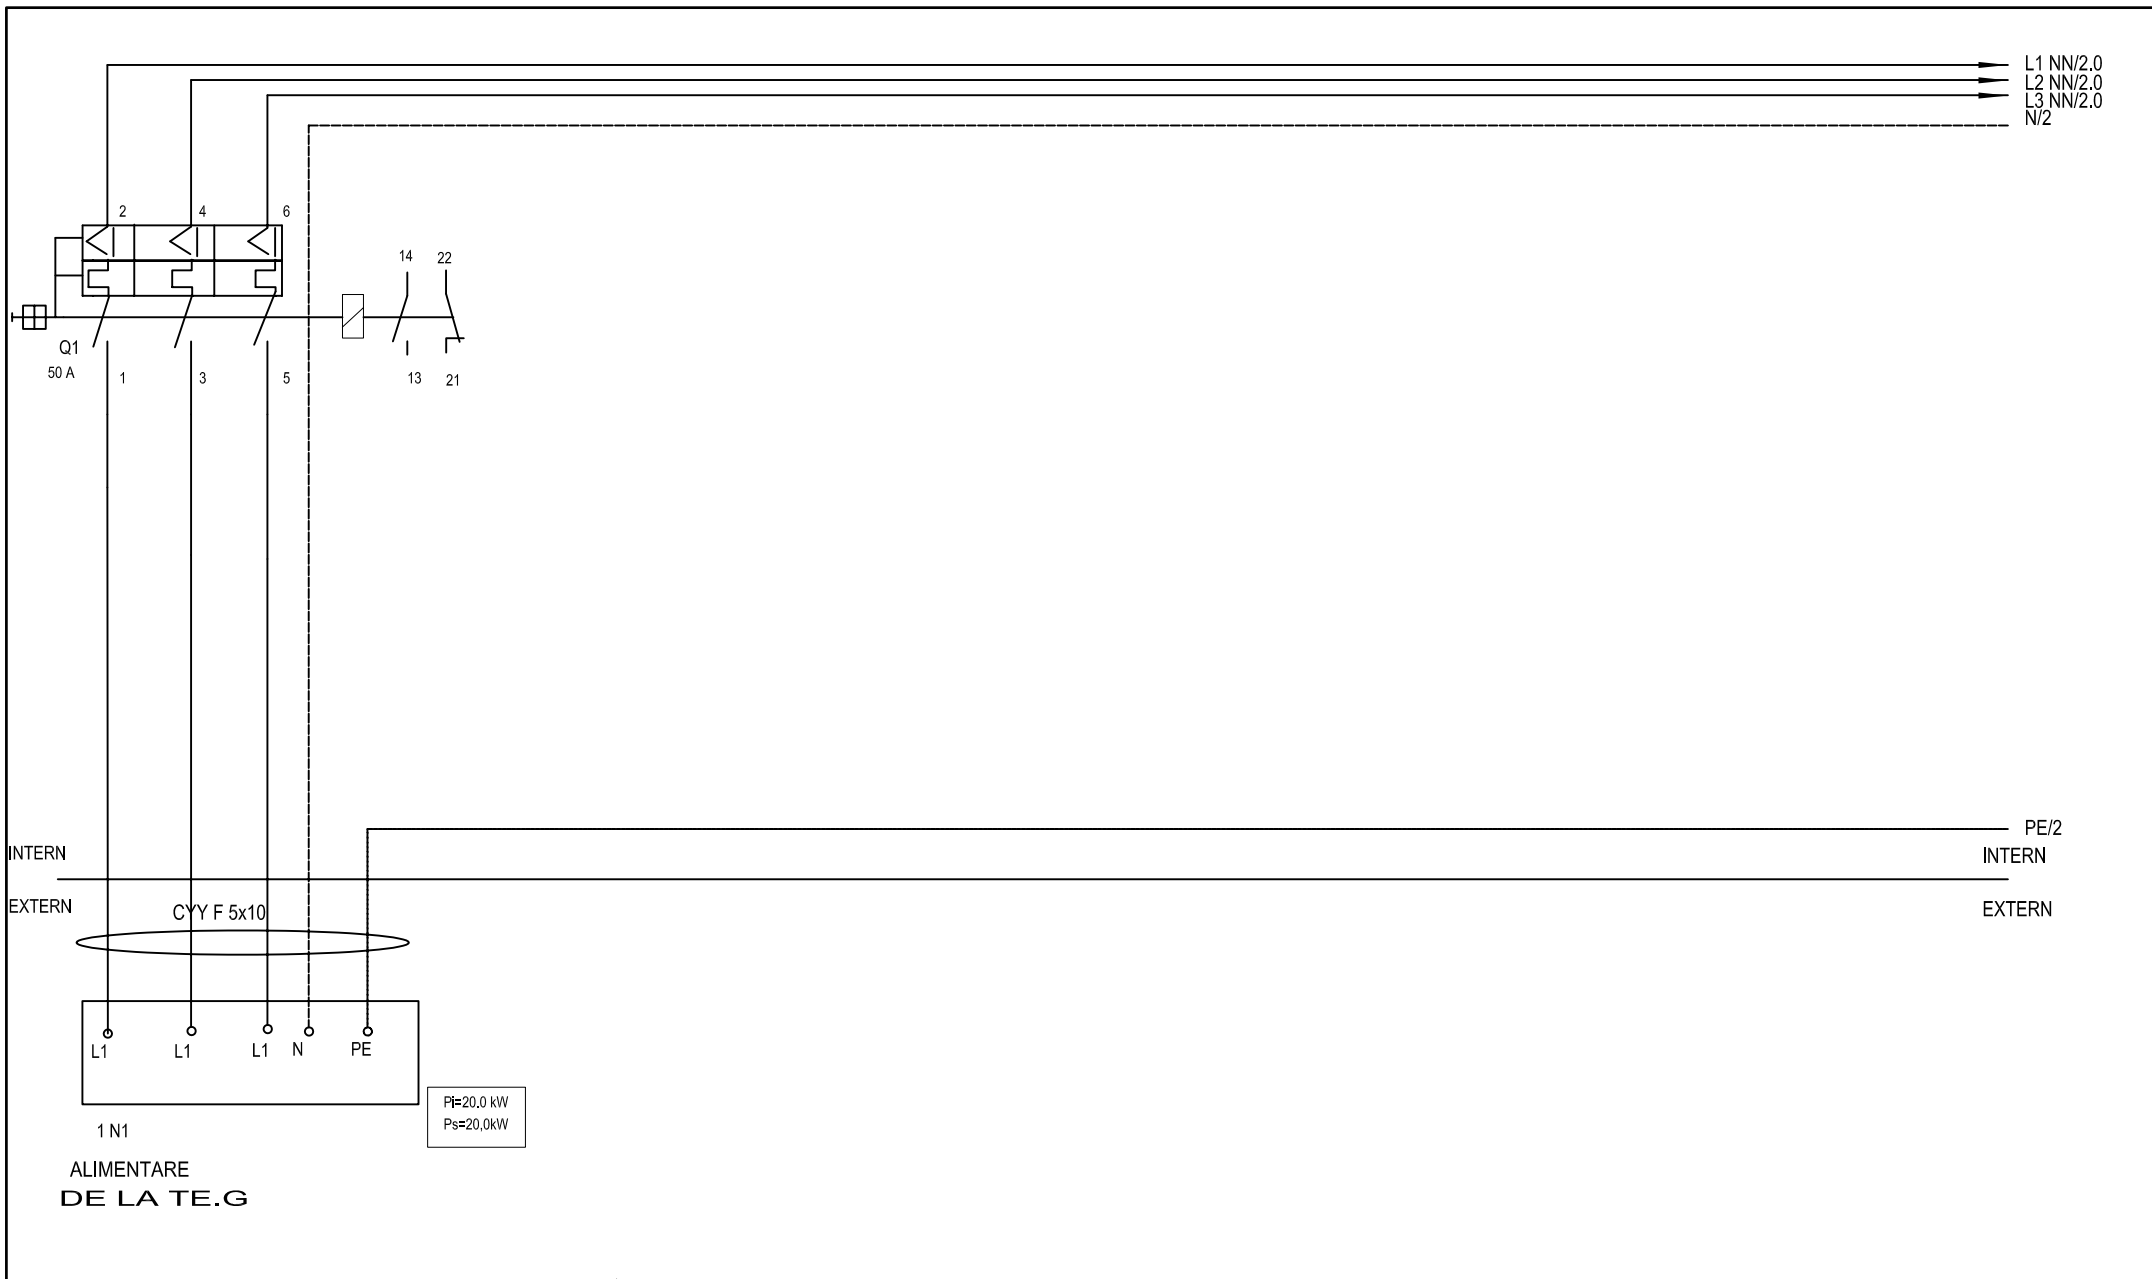 L1 NN/2.0
L2 NN/2.0
L3 NN/2.0
N/2
2 4 6
14 22
Q1
50 A
1 3 5 13 21
PE/2
INTERN INTERN
EXTERN EXTERN
CYY F 5x10
L1 L1 L1 N PE
Pi=20.0 kW
Ps=20,0kW
1 N1
ALIMENTARE
DE LA TE.G